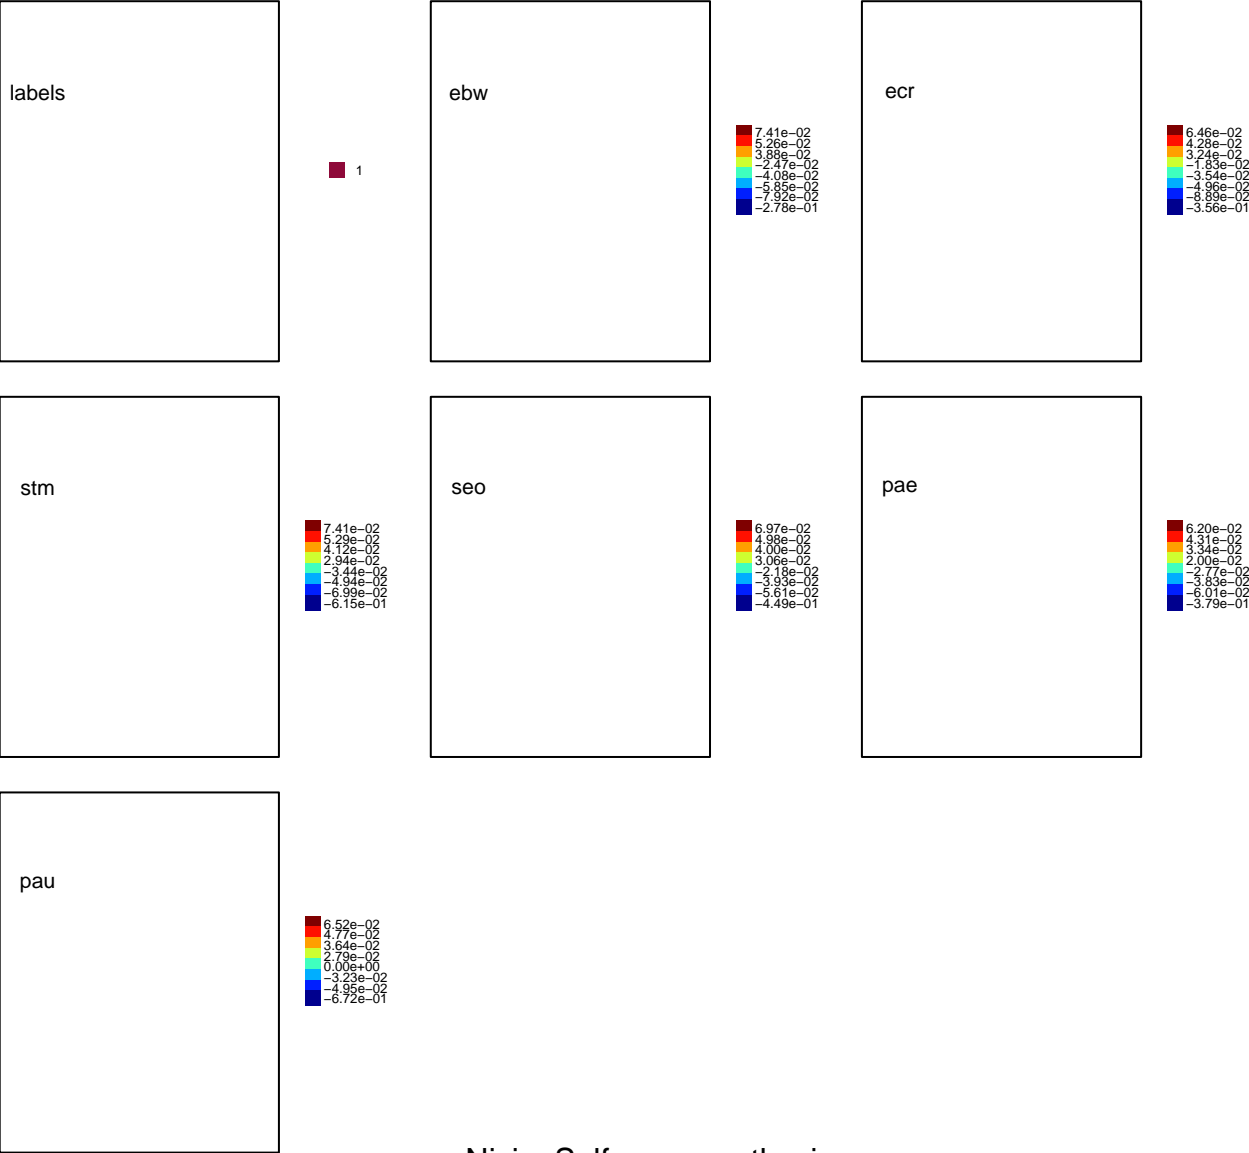 labels
1
ebw
7.41e−02
5.26e−02
3.88e−02
−2.47e−02
−4.08e−02
−5.85e−02
−7.92e−02
−2.78e−01
ecr
6.46e−02
4.28e−02
3.24e−02
−1.83e−02
−3.54e−02
−4.96e−02
−8.89e−02
−3.56e−01
stm
7.41e−02
5.29e−02
4.12e−02
2.94e−02
−3.44e−02
−4.94e−02
−6.99e−02
−6.15e−01
seo
6.97e−02
4.98e−02
4.00e−02
3.06e−02
−2.18e−02
−3.93e−02
−5.61e−02
−4.49e−01
pae
6.20e−02
4.31e−02
3.34e−02
2.00e−02
−2.77e−02
−3.83e−02
−6.01e−02
−3.79e−01
pau
6.52e−02
4.77e−02
3.64e−02
2.79e−02
0.00e+00
−3.23e−02
−4.95e−02
−6.72e−01